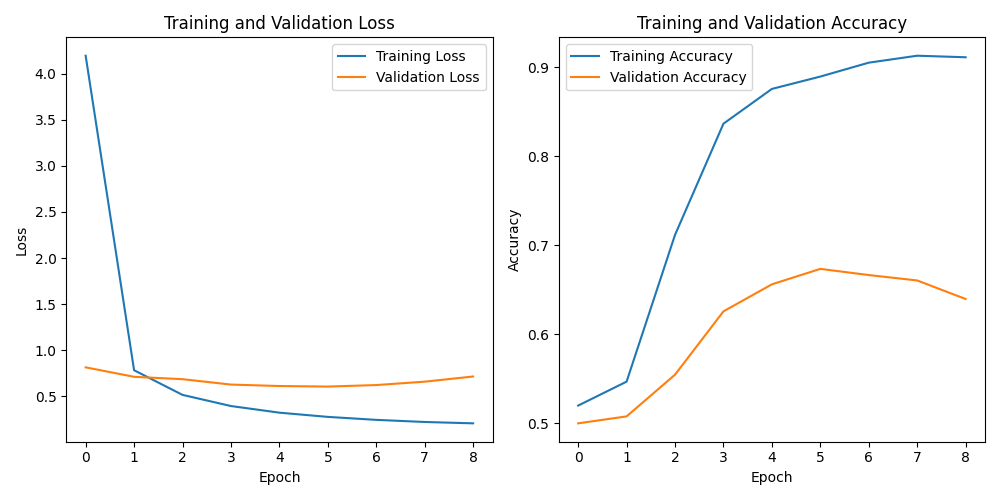 Training and Validation Loss
Training Loss
Validation Loss
4.0
3.5
3.0
2.5
2.0
1.5
1.0
0.5
Loss
0 1 2 3 4 5 6 7 8
Epoch
Training and Validation Accuracy
Training Accuracy
Validation Accuracy
0.9
0.8
0.7
0.6
0.5
Accuracy
0 1 2 3 4 5 6 7 8
Epoch